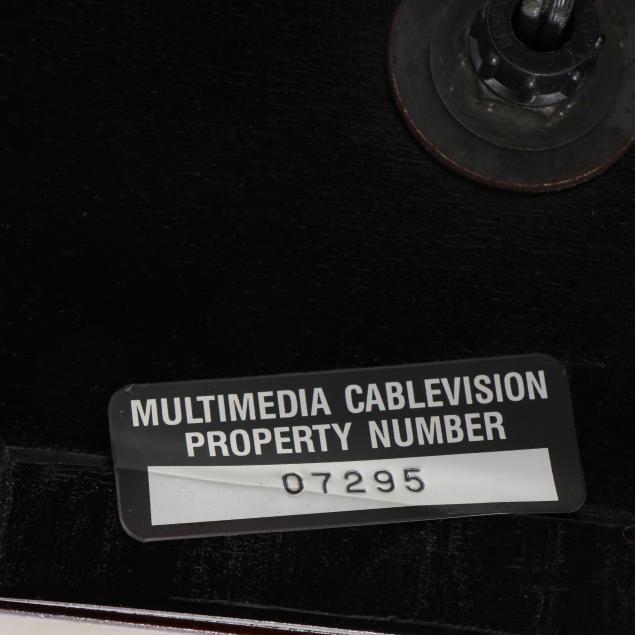 MULTIMEDIA CABLEVISION
PROPERTY NUMBER
07295